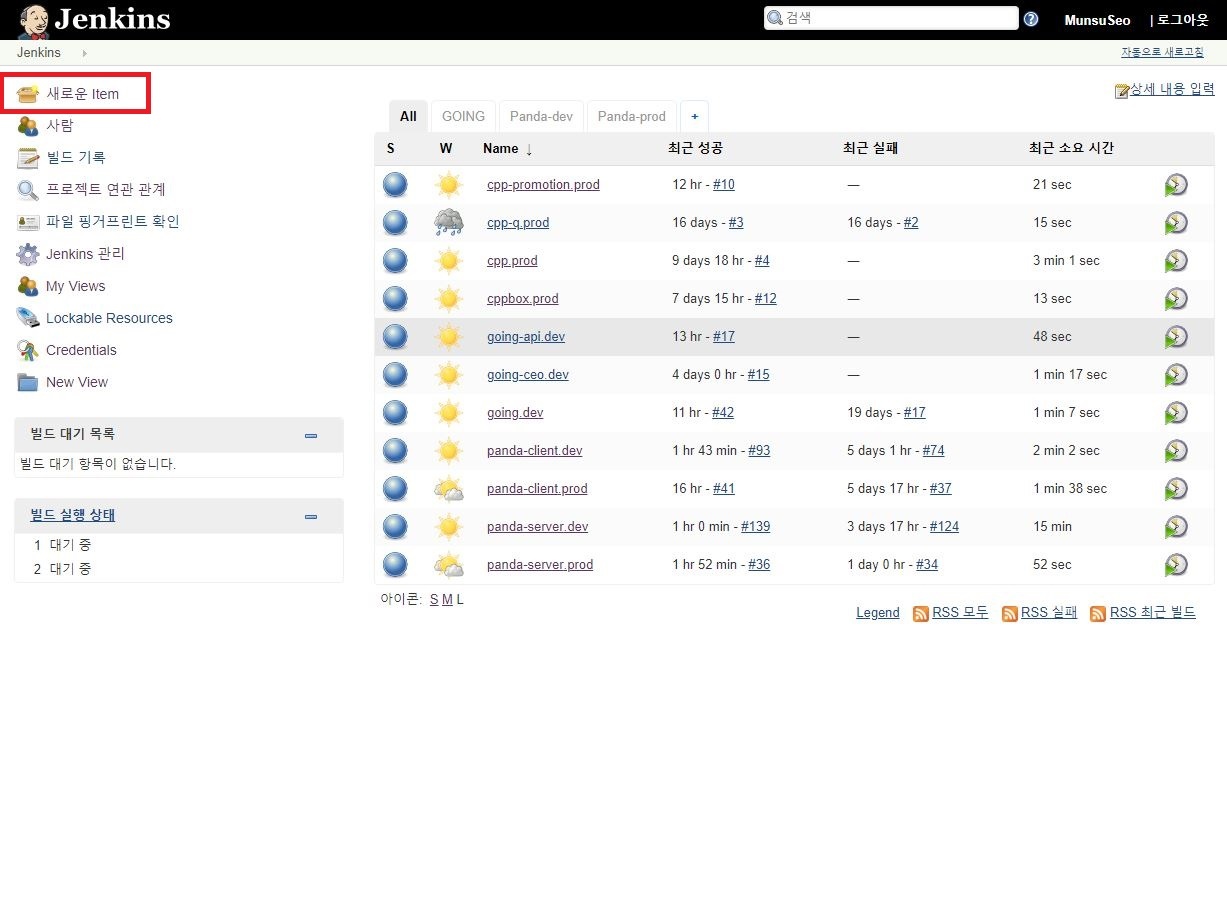 Jenkins
검색
MunsuSeo | 로그아웃
Jenkins
자동으로 새로고침
새로운 Item
사람
빌드 기록
프로젝트 연관 관계
파일 핑거프린트 확인
Jenkins 관리
My Views
Lockable Resources
Credentials
New View
빌드 대기 목록
빌드 대기 항목이 없습니다.
빌드 실행 상태
1 대기 중
2 대기 중
상세 내용 입력
All GOING Panda-dev Panda-prod +
S W Name ↓ 최근 성공 최근 실패 최근 소요 시간
cpp-promotion.prod 12 hr - #10 — 21 sec
cpp-q.prod 16 days - #3 16 days - #2 15 sec
cpp.prod 9 days 18 hr - #4 — 3 min 1 sec
cppbox.prod 7 days 15 hr - #12 — 13 sec
going-api.dev 13 hr - #17 — 48 sec
going-ceo.dev 4 days 0 hr - #15 — 1 min 17 sec
going.dev 11 hr - #42 19 days - #17 1 min 7 sec
panda-client.dev 1 hr 43 min - #93 5 days 1 hr - #74 2 min 2 sec
panda-client.prod 16 hr - #41 5 days 17 hr - #37 1 min 38 sec
panda-server.dev 1 hr 0 min - #139 3 days 17 hr - #124 15 min
panda-server.prod 1 hr 52 min - #36 1 day 0 hr - #34 52 sec
아이콘: S M L
Legend RSS 모두 RSS 실패 RSS 최근 빌드